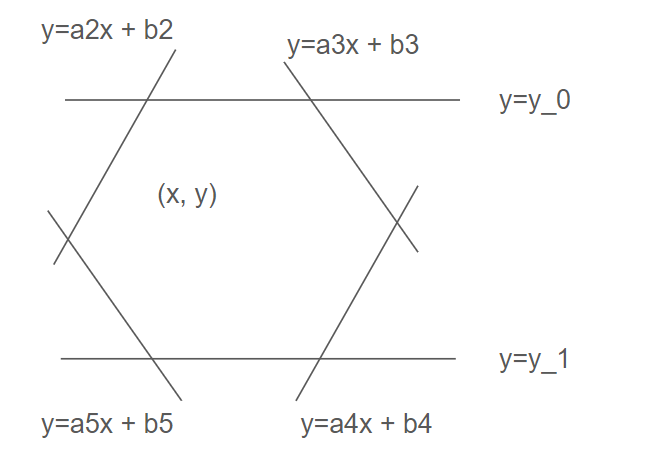 y=a2x + b2
y=a3x + b3
y=y_0
(x, y)
y=y_1
y=a5x + b5
y=a4x + b4